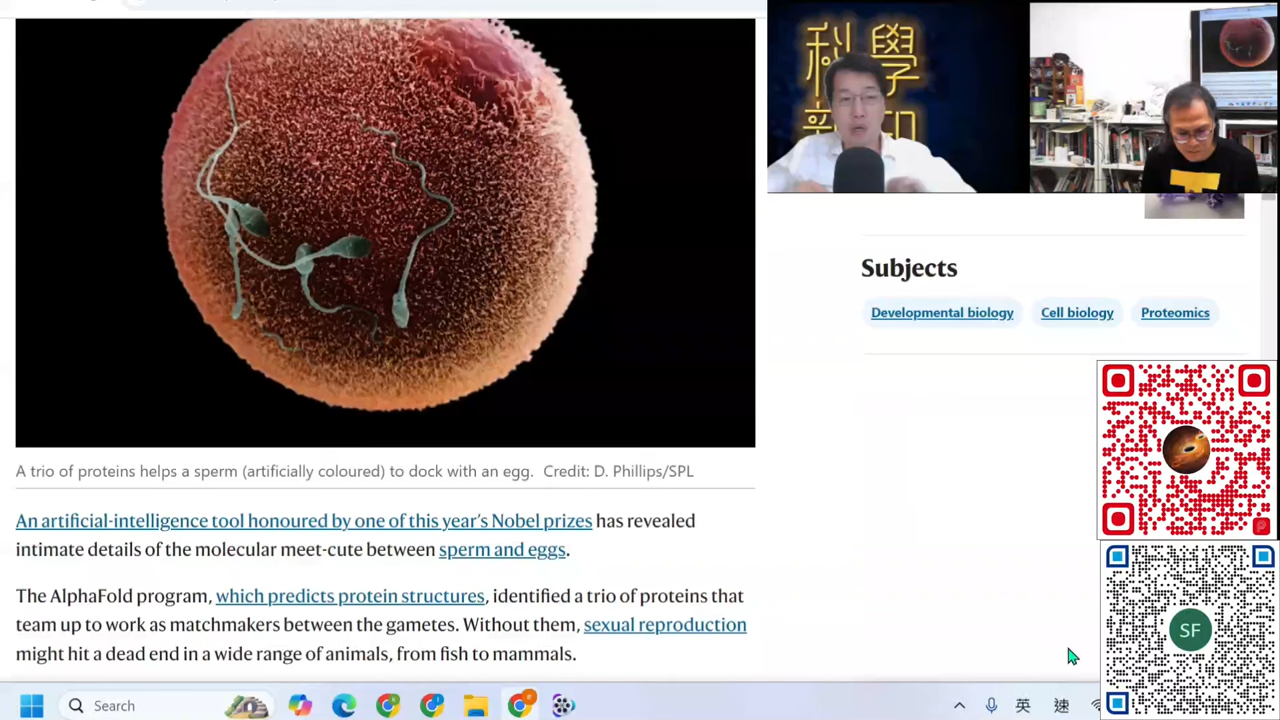 科學
A trio of proteins helps a sperm (artificially coloured) to dock with an egg. Credit: D. Phillips/SPL
An artificial-intelligence tool honoured by one of this year's Nobel prizes has revealed
intimate details of the molecular meet-cute between sperm and eggs.
The AlphaFold program, which predicts protein structures, identified a trio of proteins that
team up to work as matchmakers between the gametes. Without them, sexual reproduction
might hit a dead end in a wide range of animals, from fish to mammals.
Subjects
Developmental biology
Cell biology
Proteomics
SF
Search
英
速